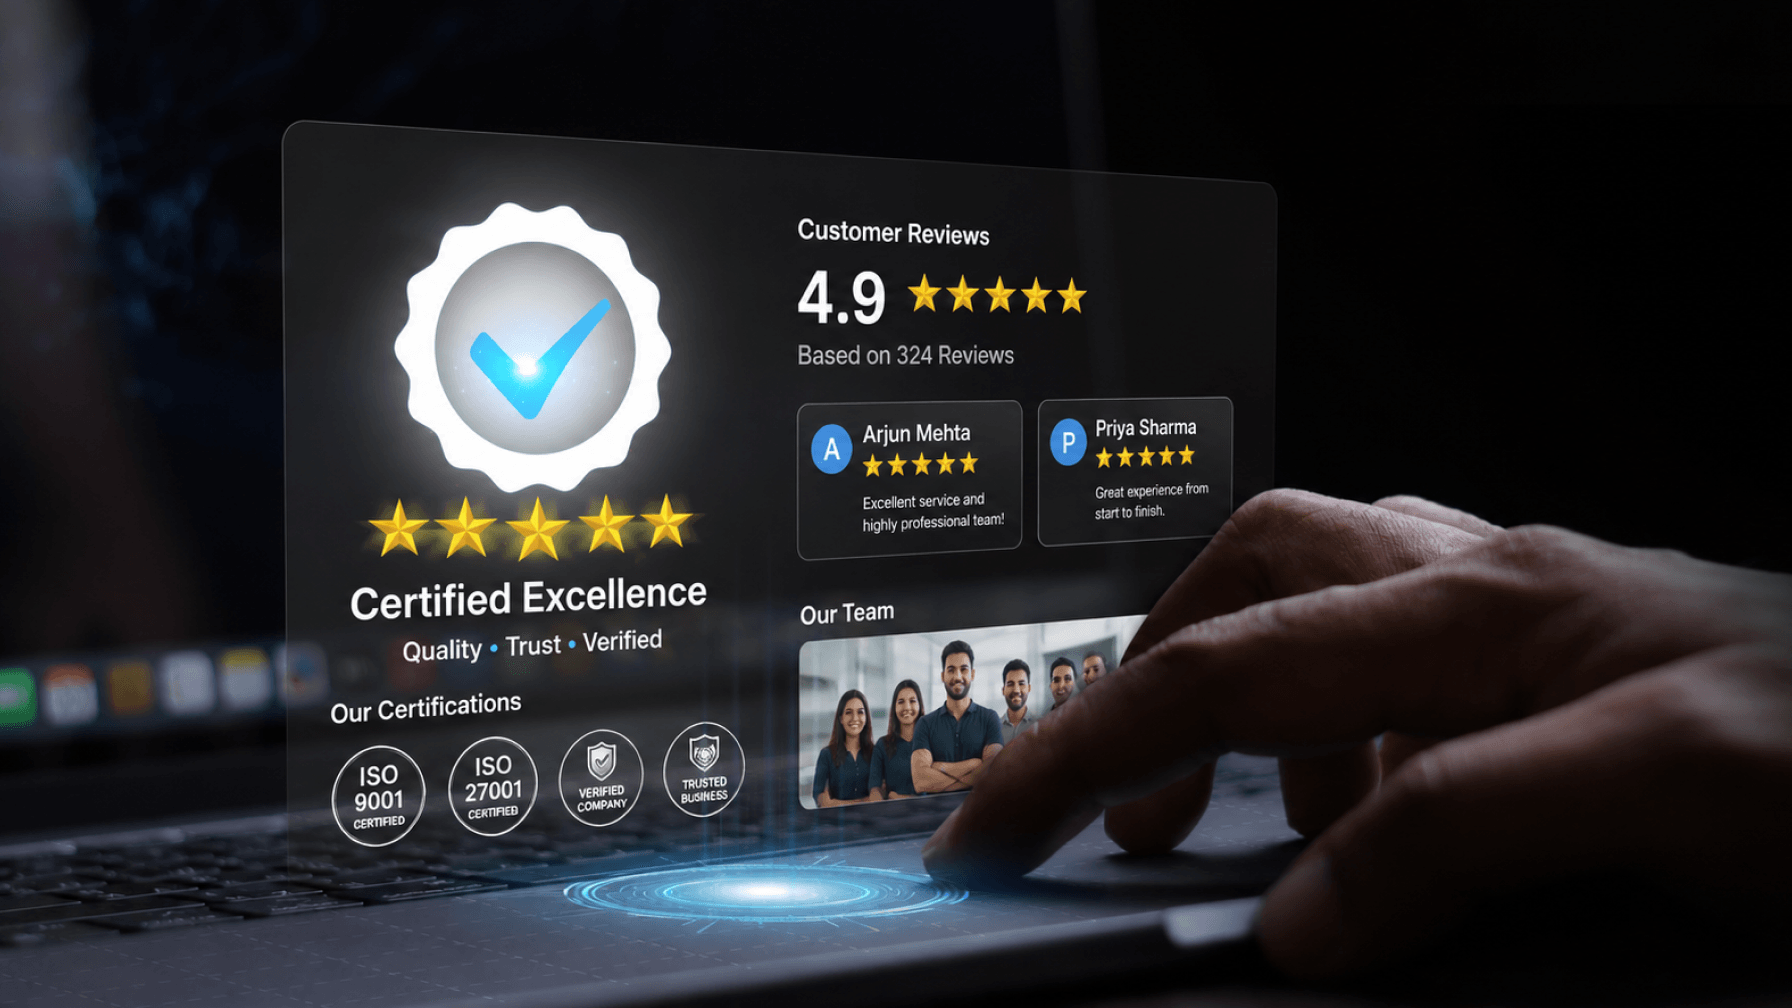 Certified Excellence
Quality • Trust • Verified
Our Certifications
ISO
9001
CERTIFIED
ISO
27001
CERTIFIED
VERIFIED
COMPANY
TRUSTED
BUSINESS
Customer Reviews
4.9
Based on 324 Reviews
A
Arjun Mehta
Excellent service and
highly professional team!
P
Priya Sharma
Great experience from
start to finish.
Our Team